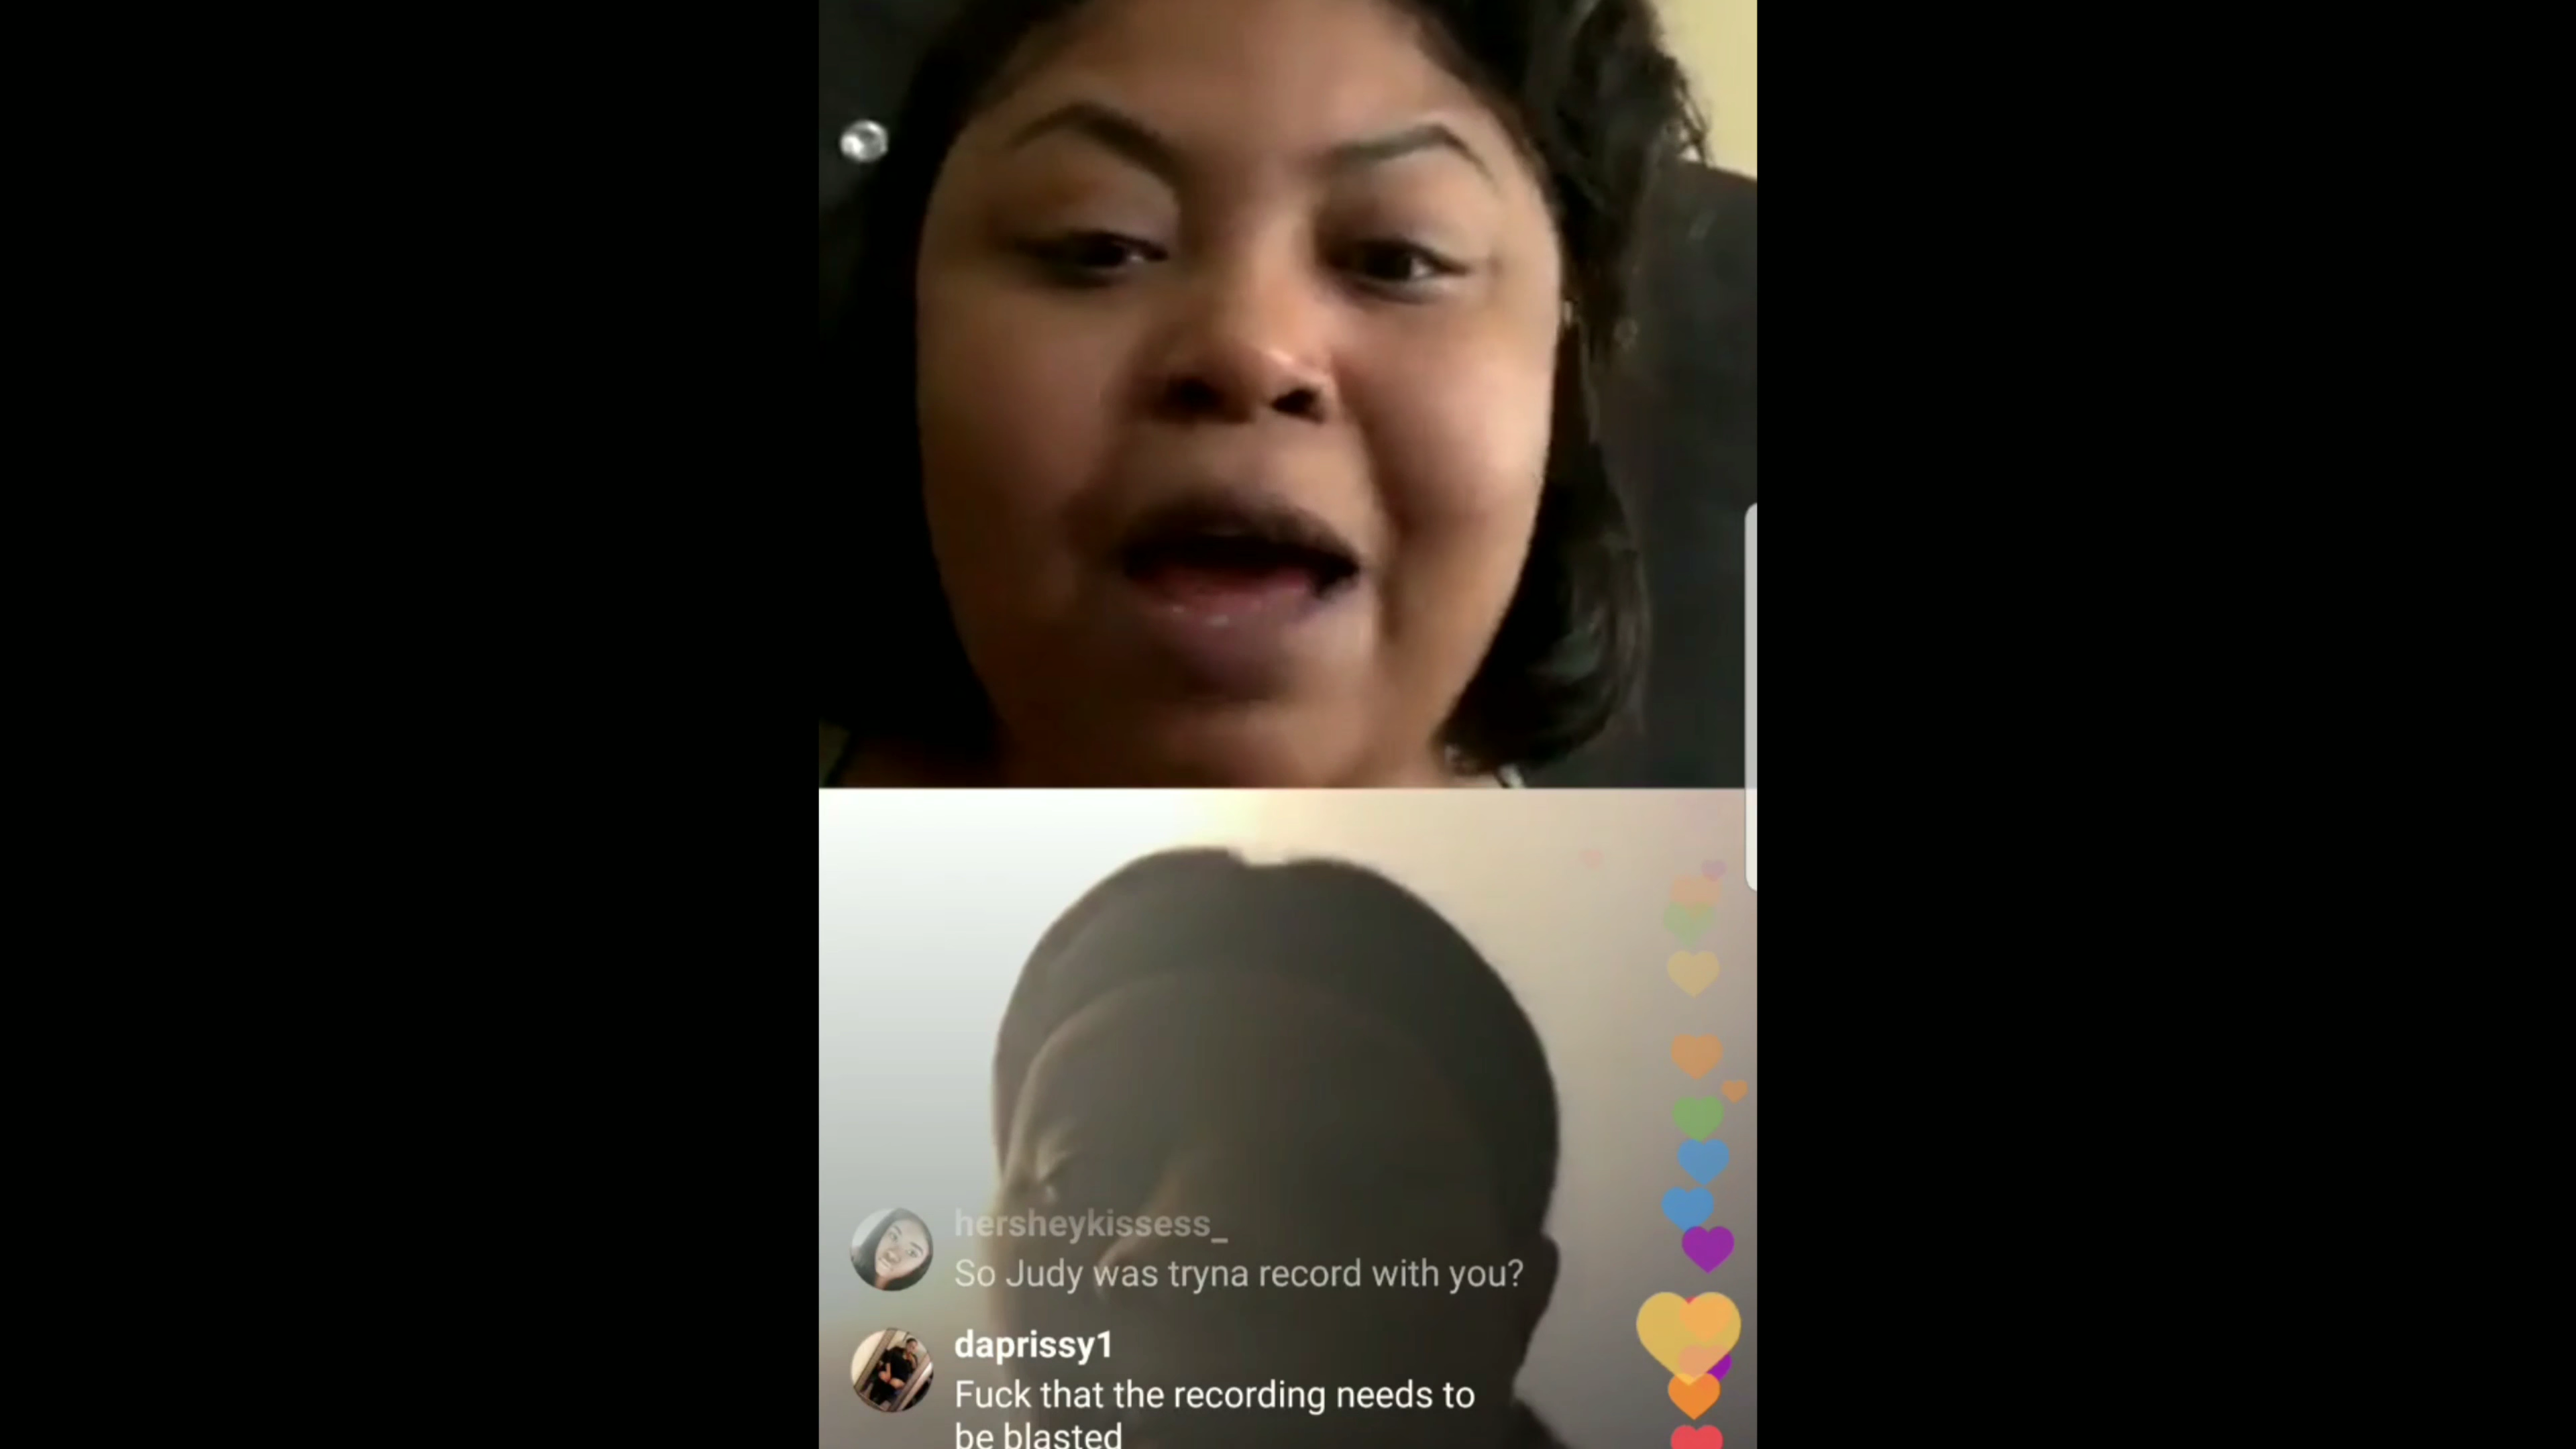 hersheykissess_
So Judy was tryna record with you?
daprissy1
Fuck that the recording needs to
be blasted